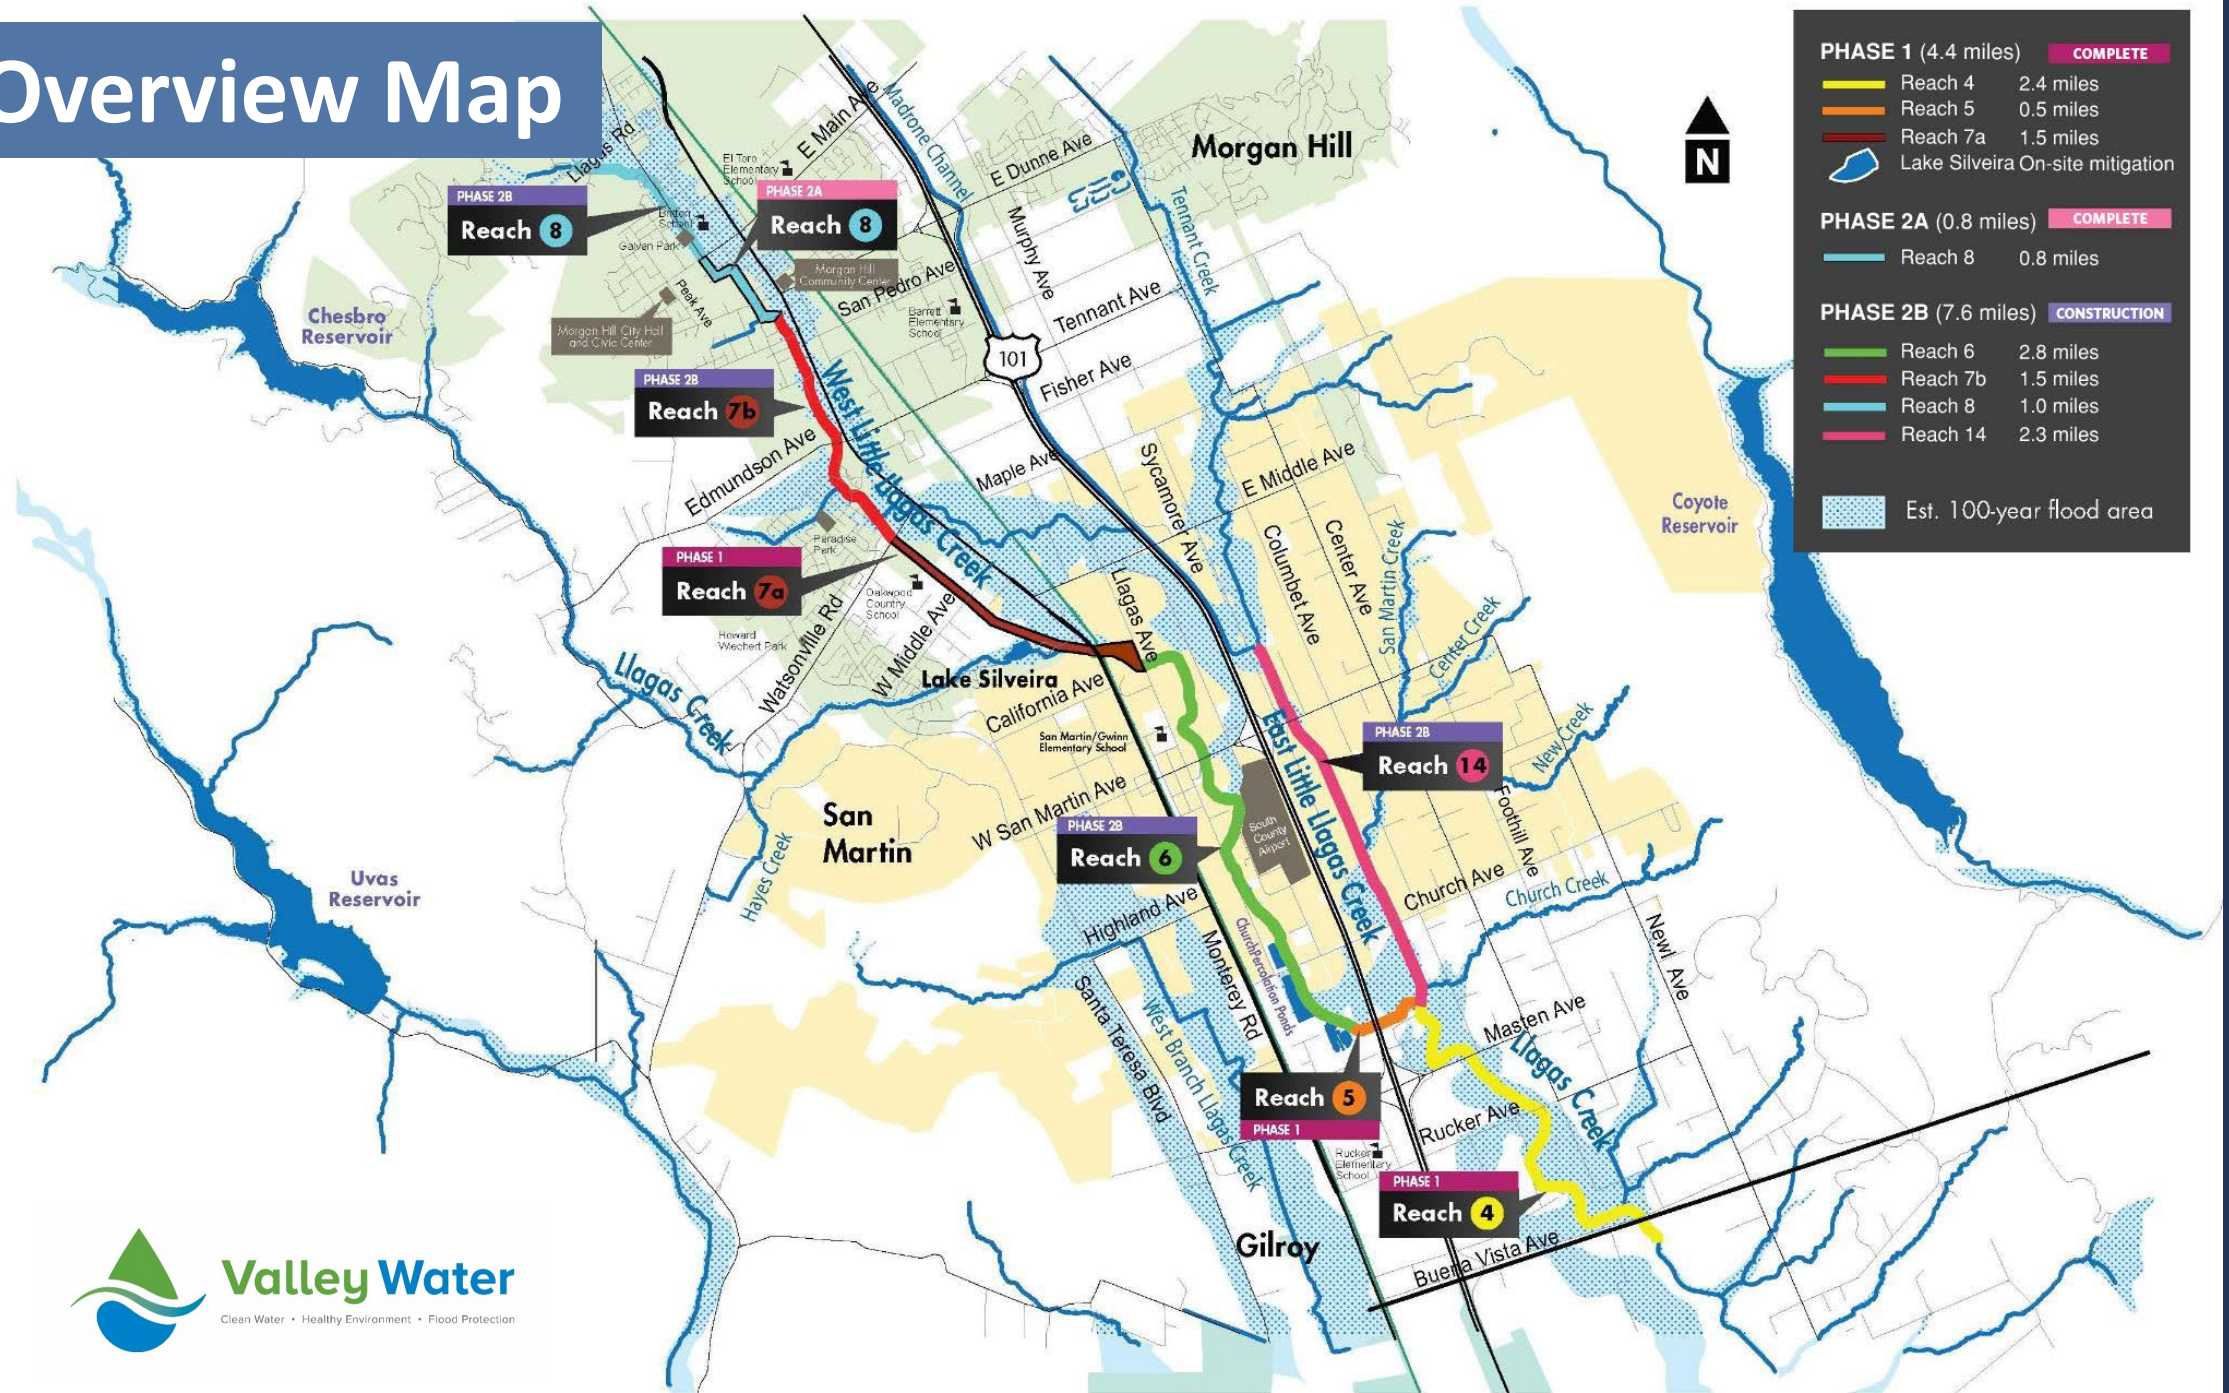 Overview Map
PHASE 1 (4.4 miles) COMPLETE
Reach 4 2.4 miles
Reach 5 0.5 miles
Reach 7a 1.5 miles
Lake Silveira On-site mitigation
PHASE 2A (0.8 miles) COMPLETE
Reach 8 0.8 miles
PHASE 2B (7.6 miles) CONSTRUCTION
Reach 6 2.8 miles
Reach 7b 1.5 miles
Reach 8 1.0 miles
Reach 14 2.3 miles
Est. 100-year flood area
N
Morgan Hill
Llagas Rd
E Main Ave
Madrone Channel
E Dunne Ave
El Toro
Elementary
School
PHASE 2B
Reach 8
PHASE 2A
Reach 8
Britton
School
Galvan Park
Morgan Hill
Community Center
Murphy Ave
Tennant Creek
San Pedro Ave
Peak Ave
Morgan Hill City Hall
and Civic Center
Barrett
Elementary
School
Tennant Ave
Chesbro
Reservoir
101
Fisher Ave
PHASE 2B
Reach 7b
West Little Llagas Creek
Edmundson Ave
Maple Ave
Sycamorer Ave
E Middle Ave
Coyote
Reservoir
Paradise
Park
PHASE 1
Reach 7a
Oakwood
Country
School
Columbet Ave
Center Ave
San Martin Creek
Center Creek
Llagas Ave
Howard
Wiechert Park
Watsonville Rd
W Middle Ave
Llagas Creek
Lake Silveira
California Ave
San Martin/Gwinn
Elementary School
East Little Llagas Creek
PHASE 2B
Reach 14
New Creek
San
Martin
W San Martin Ave
PHASE 2B
Reach 6
South
County
Airport
Foothill Ave
Hayes Creek
Uvas
Reservoir
Church Ave
Church Creek
Highland Ave
ChurchPercolation Ponds
Monterey Rd
Newl Ave
Santa Teresa Blvd
West Branch Llagas Creek
Masten Ave
Llagas Creek
Reach 5
PHASE 1
Rucker Ave
Rucker
Elementary
School
PHASE 1
Reach 4
Gilroy
Buena Vista Ave
Valley Water
Clean Water • Healthy Environment • Flood Protection